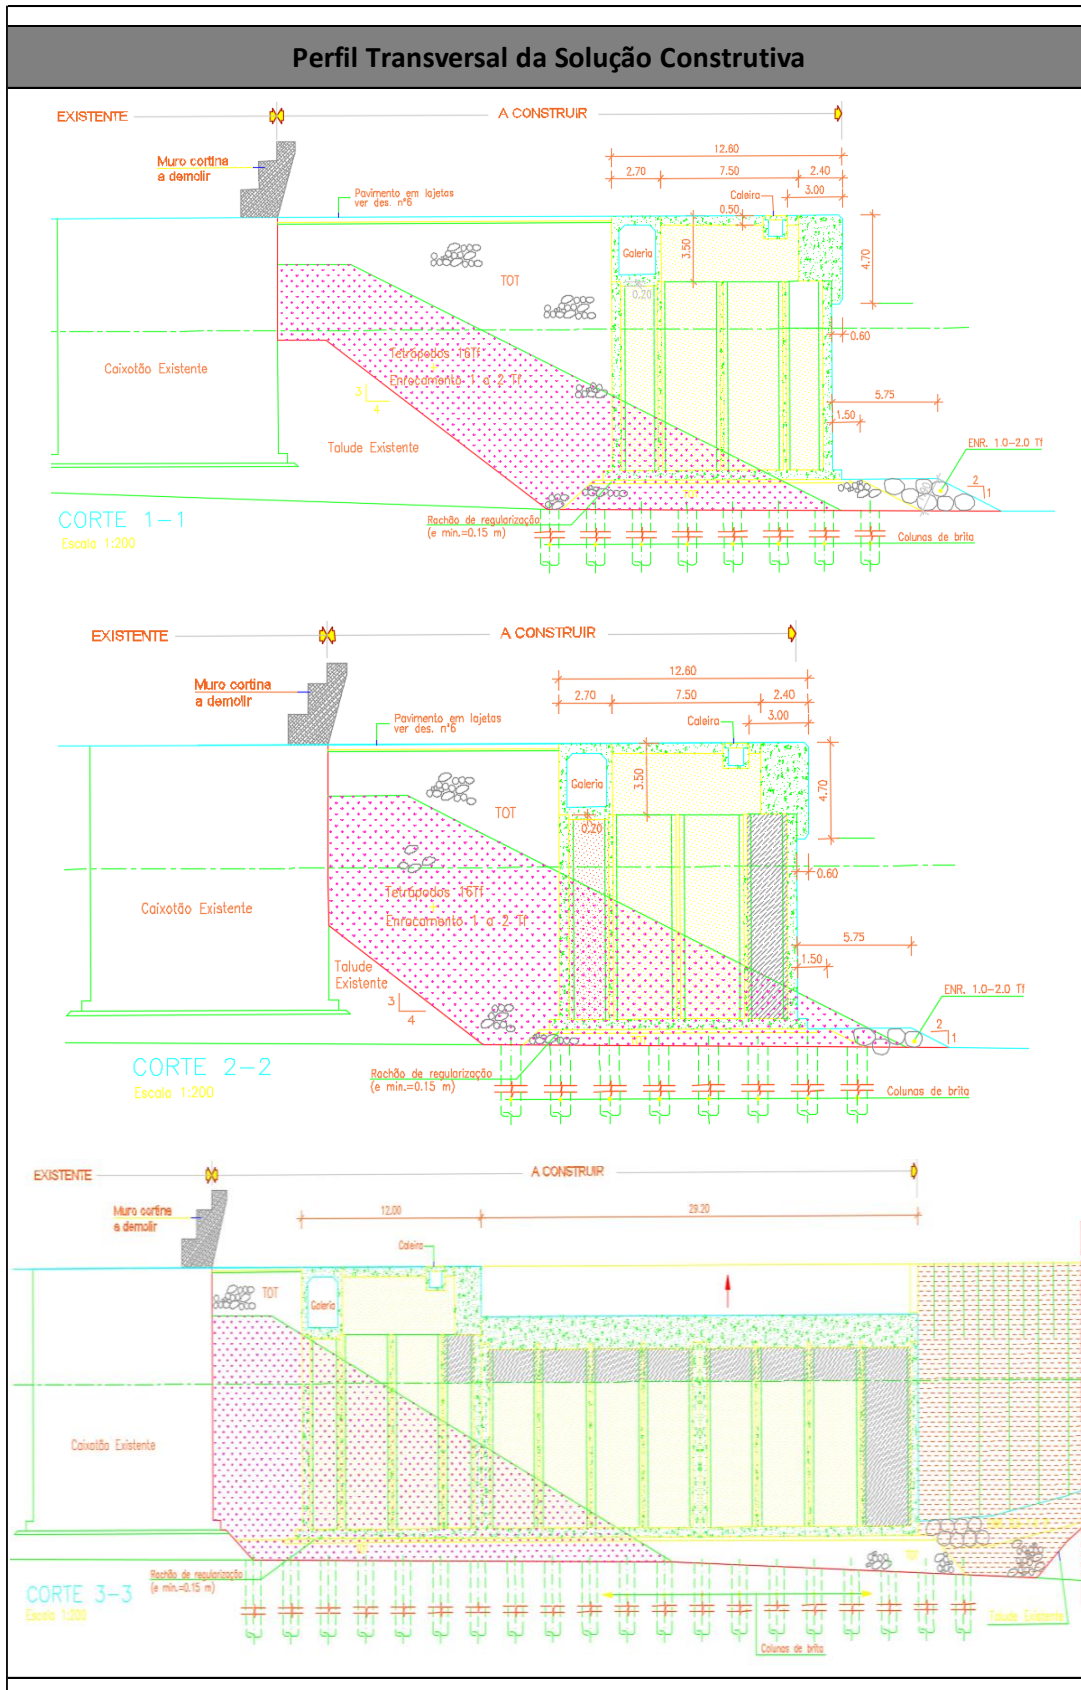 Perfil Transversal da Solução Construtiva
EXISTENTE
A CONSTRUIR
Muro cortina
a demolir
12.60
2.70
7.50
2.40
3.00
Pavimento em lajetas
ver des. nº6
Caleira
0.50
Galeria
3.50
4.70
TOT
0.20
0.60
Caixotão Existente
Tetrápodos 16Tf
Enrocamento 1 a 2 Tf
3
4
Talude Existente
5.75
1.50
ENR. 1.0-2.0 Tf
2
1
TOT
CORTE 1-1
Escala 1:200
Rachão de regularização
(e min.=0.15 m)
Colunas de brita
EXISTENTE
A CONSTRUIR
Muro cortina
a demolir
12.60
2.70
7.50
2.40
3.00
Pavimento em lajetas
ver des. nº6
Caleira
Galeria
3.50
4.70
TOT
0.20
0.60
Tetrápodos 16Tf
Caixotão Existente
Enrocamento 1 a 2 Tf
5.75
1.50
Talude
Existente
3
4
ENR. 1.0-2.0 Tf
2
1
TOT
CORTE 2-2
Escala 1:200
Rachão de regularização
(e min.=0.15 m)
Colunas de brita
EXISTENTE
A CONSTRUIR
Muro cortina
a demolir
12.00
29.20
Caleira
TOT
Galeria
Caixotão Existente
Rachão de regularização
(e min.=0.15 m)
CORTE 3-3
Escala 1:200
Talude Existente
Colunas de brita